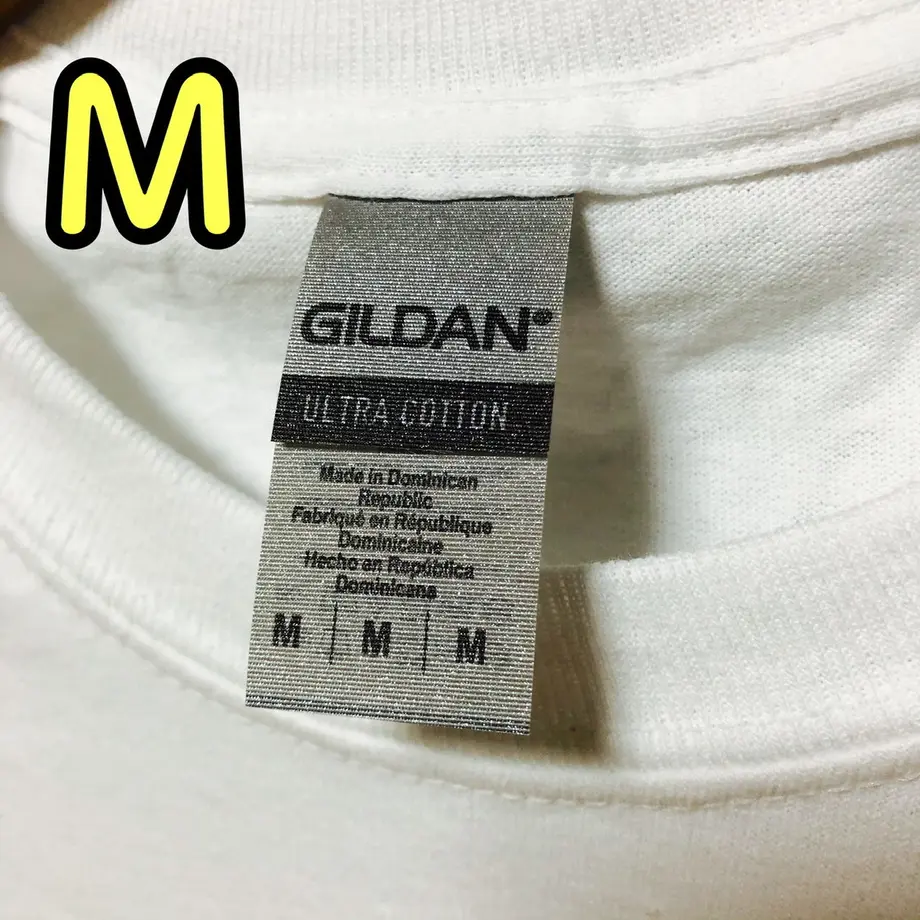 M
GILDAN®
ULTRA COTTON
Made in Dominican
Republic
Fabriqué en République
Dominicaine
Hecho en República
Dominicana
M | M | M